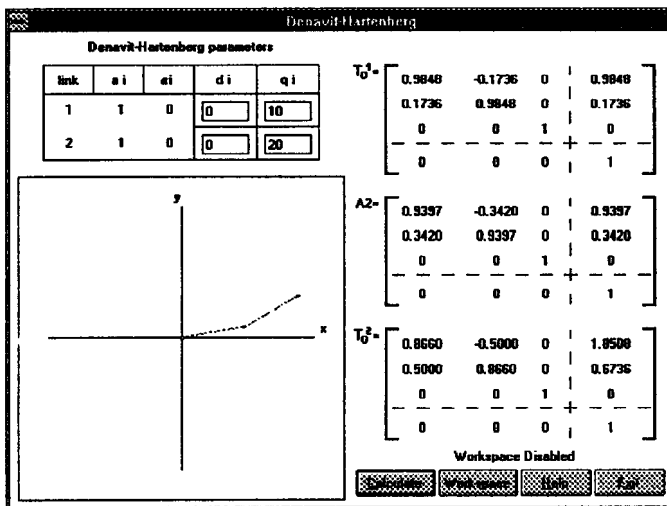 Denavit-Hartenberg
Denavit-Hartenberg parameters
link a i αi d i q i
1 1 0 0 10
2 1 0 0 20
T₀¹=
0.9848 -0.1736 0 0.9848
0.1736 0.9848 0 0.1736
0 0 1 0
0 0 0 1
A2=
0.9397 -0.3420 0 0.9397
0.3420 0.9397 0 0.3420
0 0 1 0
0 0 0 1
T₀²=
0.8660 -0.5000 0 1.8508
0.5000 0.8660 0 0.6736
0 0 1 0
0 0 0 1
y
x
Workspace Disabled
Calculate Workspace Help Exit